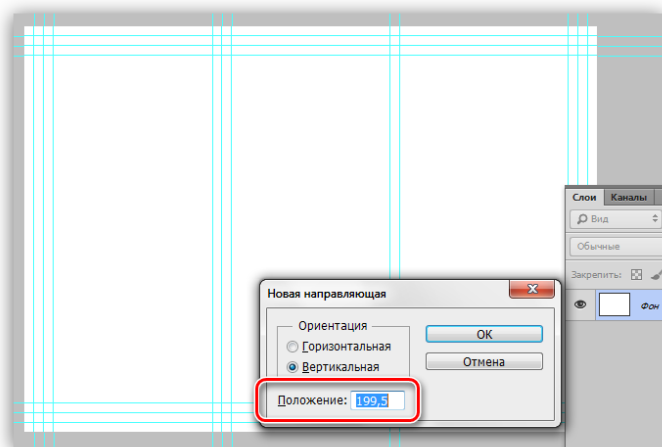 Слои Каналы
Вид
Обычные
Закрепить:
Фон
Новая направляющая
Ориентация
Горизонтальная
Вертикальная
OK
Отмена
Положение: 199,5